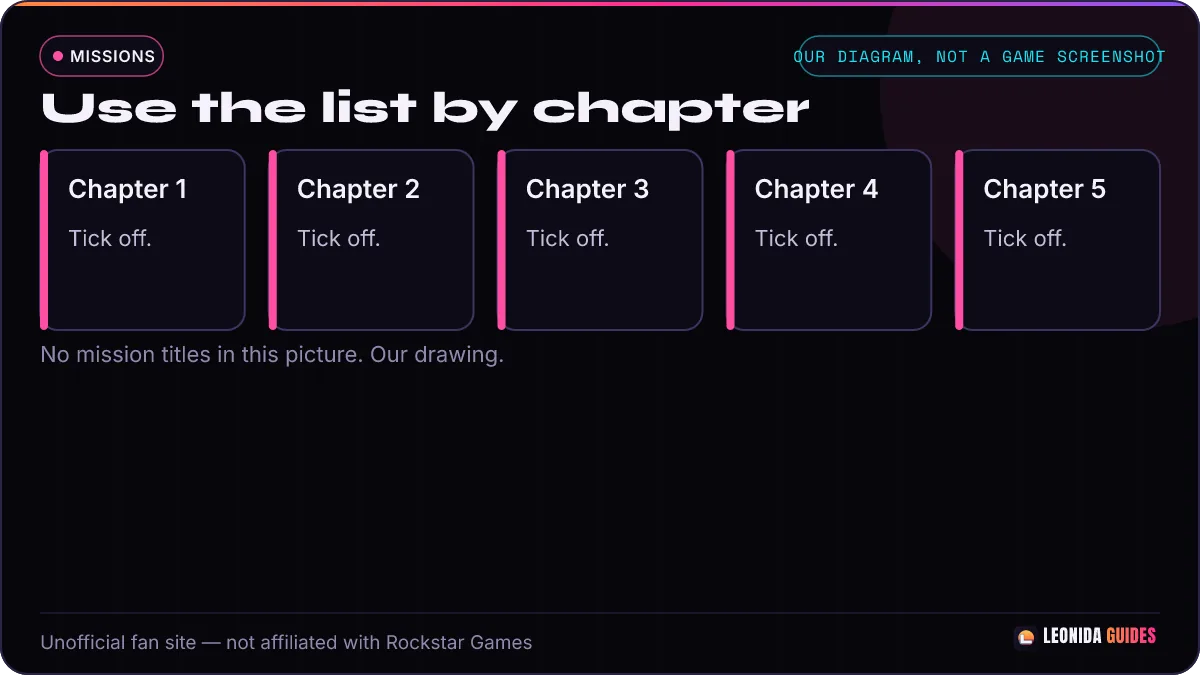 MISSIONS
OUR DIAGRAM, NOT A GAME SCREENSHOT
Use the list by chapter
Chapter 1
Tick off.
Chapter 2
Tick off.
Chapter 3
Tick off.
Chapter 4
Tick off.
Chapter 5
Tick off.
No mission titles in this picture. Our drawing.
Unofficial fan site — not affiliated with Rockstar Games
LEONIDA GUIDES